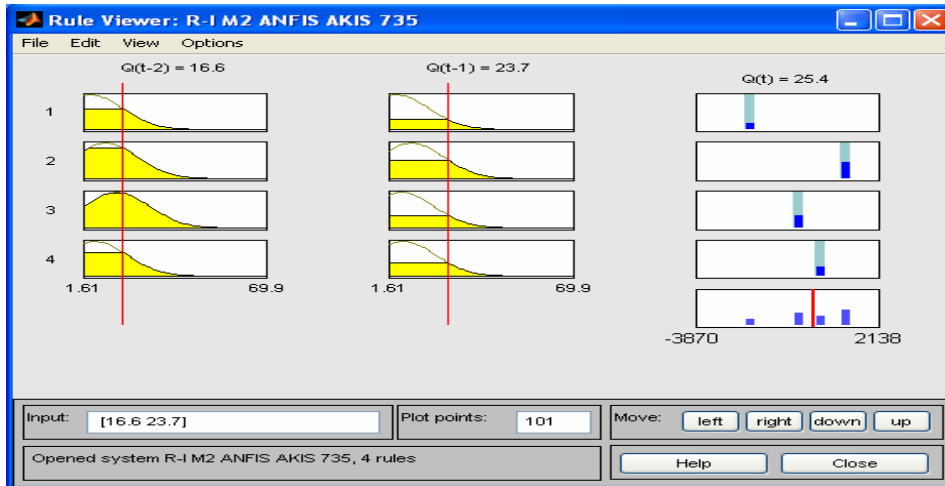 Rule Viewer: R-I M2 ANFIS AKIS 735
File Edit View Options
Q(t-2) = 16.6 Q(t-1) = 23.7 Q(t) = 25.4
1
2
3
4
1.61 69.9 1.61 69.9
-3870 2138
Input: [16.6 23.7] Plot points: 101 Move: left right down up
Opened system R-I M2 ANFIS AKIS 735, 4 rules Help Close